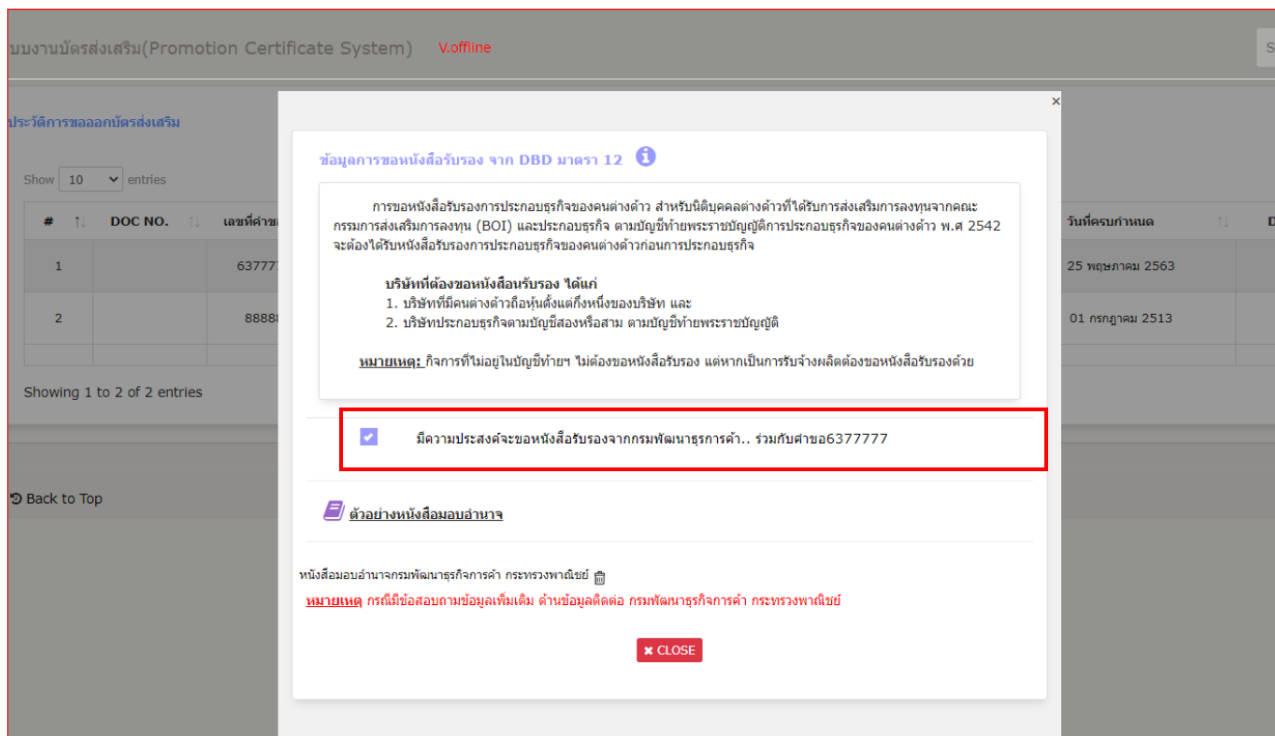 บบงานบัตรส่งเสริม(Promotion Certificate System) V.offline
S
ประวัติการขอออกบัตรส่งเสริม
Show 10 entries
# DOC NO. เลขที่คำขอ วันที่ครบกำหนด D
1 63777 25 พฤษภาคม 2563
2 8888 01 กรกฎาคม 2513
Showing 1 to 2 of 2 entries
Back to Top
×
ข้อมูลการขอหนังสือรับรอง จาก DBD มาตรา 12
การขอหนังสือรับรองการประกอบธุรกิจของคนต่างด้าว สำหรับนิติบุคคลต่างด้าวที่ได้รับการส่งเสริมการลงทุนจากคณะ
กรรมการส่งเสริมการลงทุน (BOI) และประกอบธุรกิจ ตามบัญชีท้ายพระราชบัญญัติการประกอบธุรกิจของคนต่างด้าว พ.ศ 2542
จะต้องได้รับหนังสือรับรองการประกอบธุรกิจของคนต่างด้าวก่อนการประกอบธุรกิจ
บริษัทที่ต้องขอหนังสือนรับรอง ได้แก่
1. บริษัทที่มีคนต่างด้าวถือหุ้นตั้งแต่กึ่งหนึ่งของบริษัท และ
2. บริษัทประกอบธุรกิจตามบัญชีสองหรือสาม ตามบัญชีท้ายพระราชบัญญัติ
หมายเหตุ: กิจการที่ไม่อยู่ในบัญชีท้ายฯ ไม่ต้องขอหนังสือรับรอง แต่หากเป็นการรับจ้างผลิตต้องขอหนังสือรับรองด้วย
มีความประสงค์จะขอหนังสือรับรองจากกรมพัฒนาธุรการค้า.. ร่วมกับคำขอ6377777
ตัวอย่างหนังสือมอบอำนาจ
หนังสือมอบอำนาจกรมพัฒนาธุรกิจการค้า กระทรวงพาณิชย์
หมายเหตุ กรณีมีข้อสอบถามข้อมูลเพิ่มเติม ด้านข้อมูลติดต่อ กรมพัฒนาธุรกิจการค้า กระทรวงพาณิชย์
× CLOSE